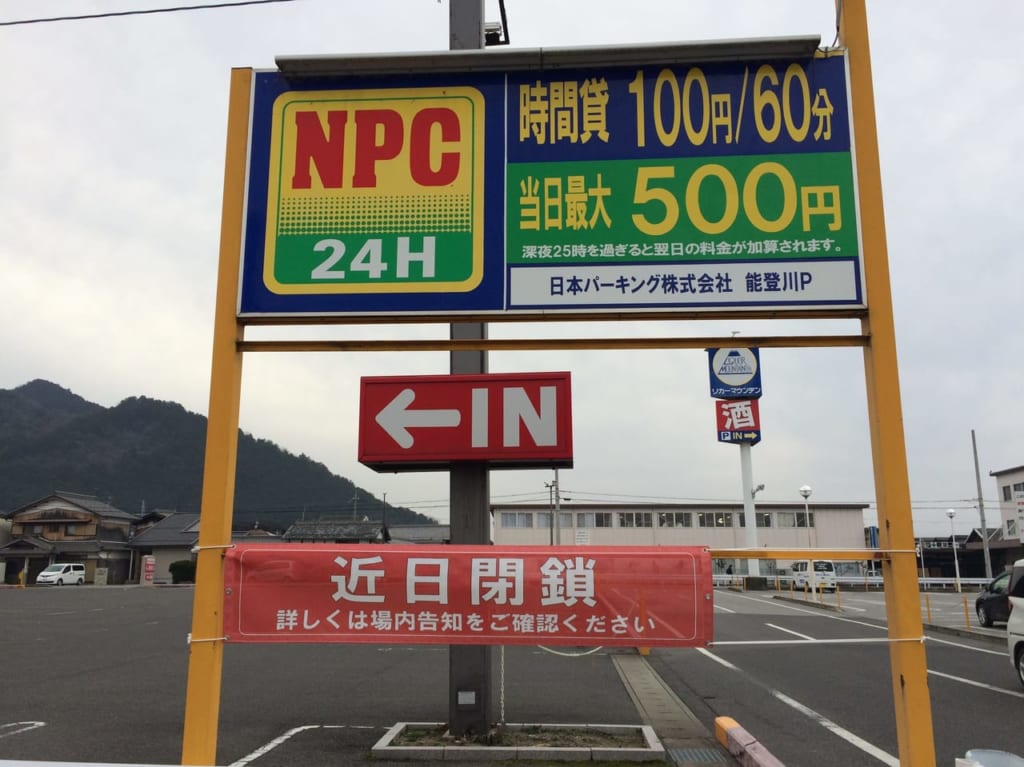 NPC
24H
時間貸 100円/60分
当日最大 500円
深夜25時を過ぎると翌日の料金が加算されます。
日本パーキング株式会社 能登川P
←IN
LIQUOR
MOUNTAIN
リカーマウンテン
酒
P IN→
近日閉鎖
詳しくは場内告知をご確認ください